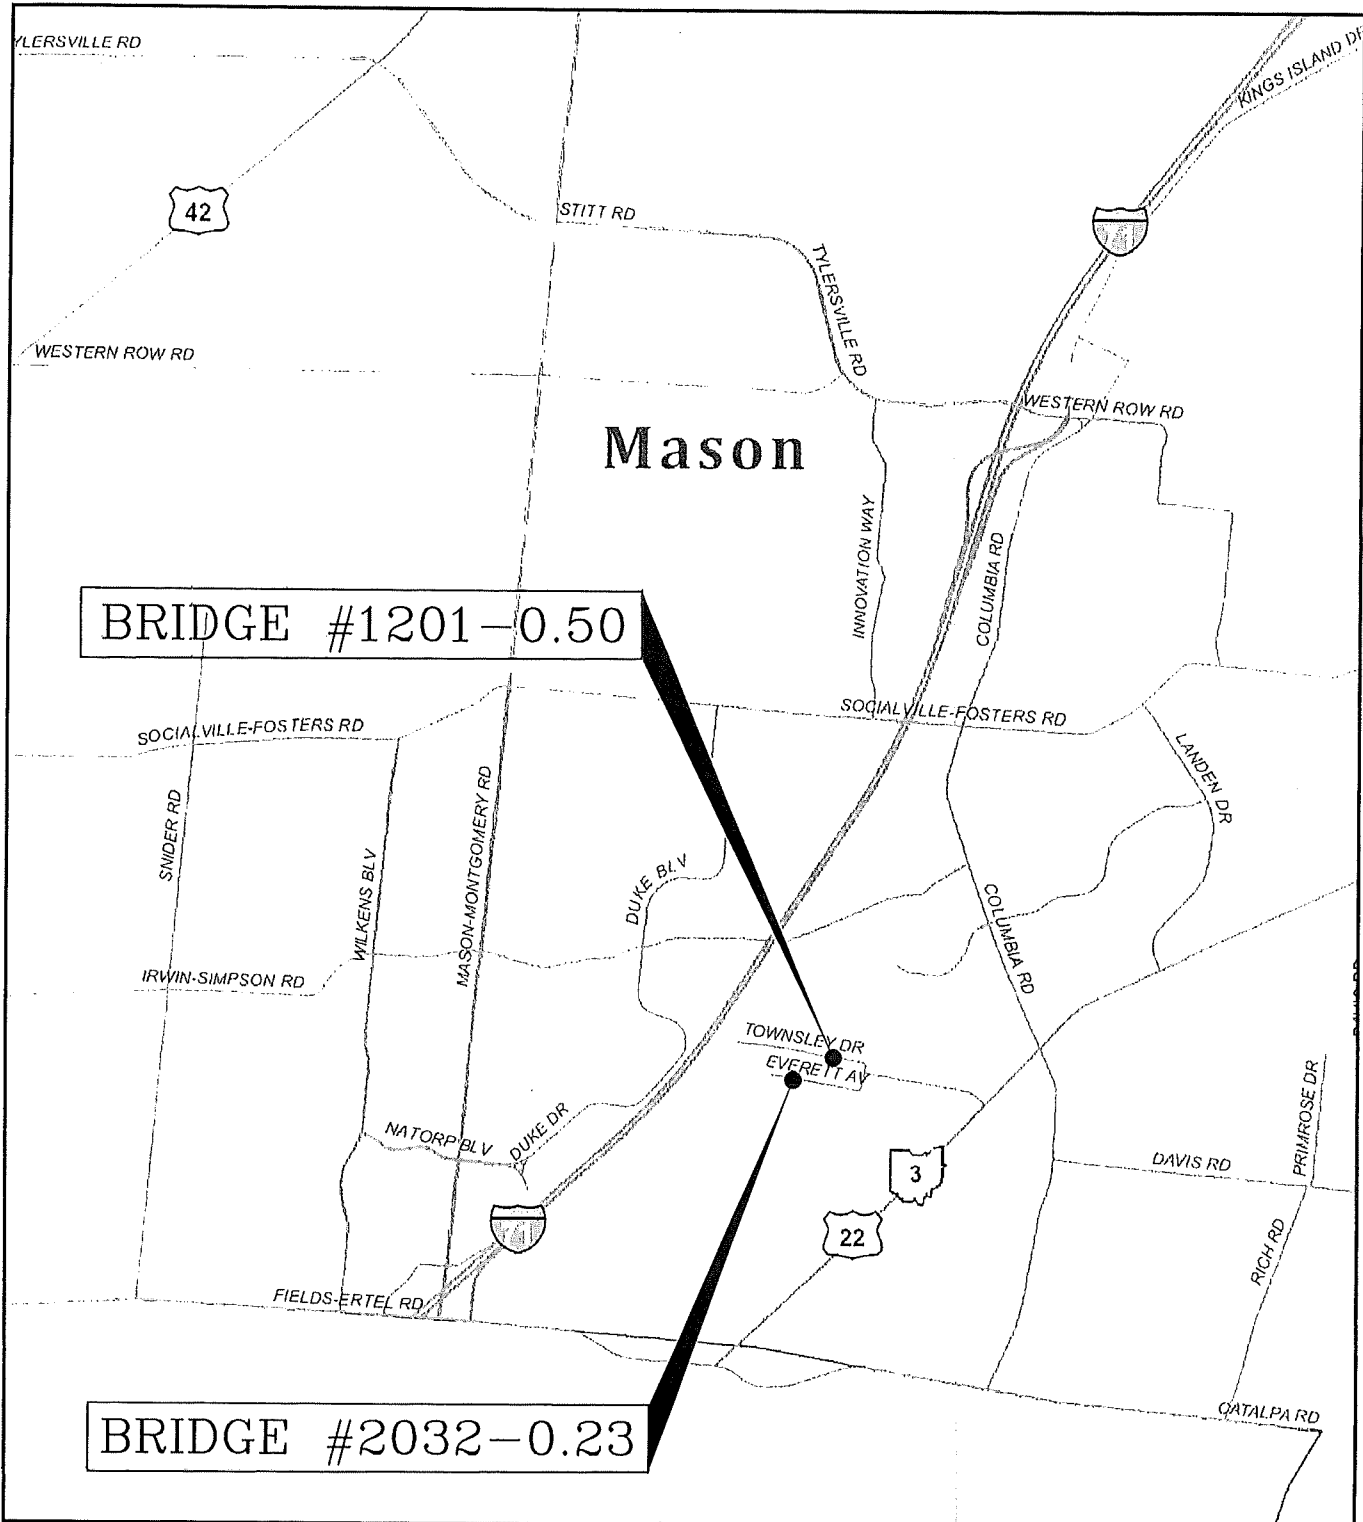 YLERSVILLE RD
KINGS ISLAND DR
42
STITT RD
TYLERSVILLE RD
WESTERN ROW RD
WESTERN ROW RD
Mason
INNOVATION WAY
COLUMBIA RD
BRIDGE #1201-0.50
SOCIALVILLE-FOSTERS RD
SOCIALVILLE-FOSTERS RD
LANDEN DR
SNIDER RD
WILKENS BLV
MASON-MONTGOMERY RD
DUKE BLV
COLUMBIA RD
IRWIN-SIMPSON RD
TOWNSLEY DR
EVERETT AV
PRIMROSE DR
NATORP BLV
DUKE DR
DAVIS RD
3
22
RICH RD
FIELDS-ERTEL RD
CATALPA RD
BRIDGE #2032-0.23